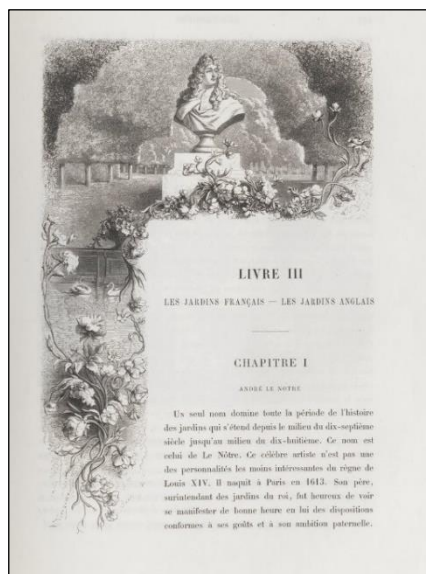 LIVRE III
LES JARDINS FRANÇAIS — LES JARDINS ANGLAIS
CHAPITRE I
ANDRÉ LE NOTRE
Un seul nom domine toute la période de l'histoire
des jardins qui s'étend depuis le milieu du dix-septième
siècle jusqu'au milieu du dix-huitième. Ce nom est
celui de Le Nôtre. Ce célèbre artiste n'est pas une
des personnalités les moins intéressantes du règne de
Louis XIV. Il naquit à Paris en 1613. Son père,
surintendant des jardins du roi, fut heureux de voir
se manifester de bonne heure en lui des dispositions
conformes à ses goûts et à son ambition paternelle.